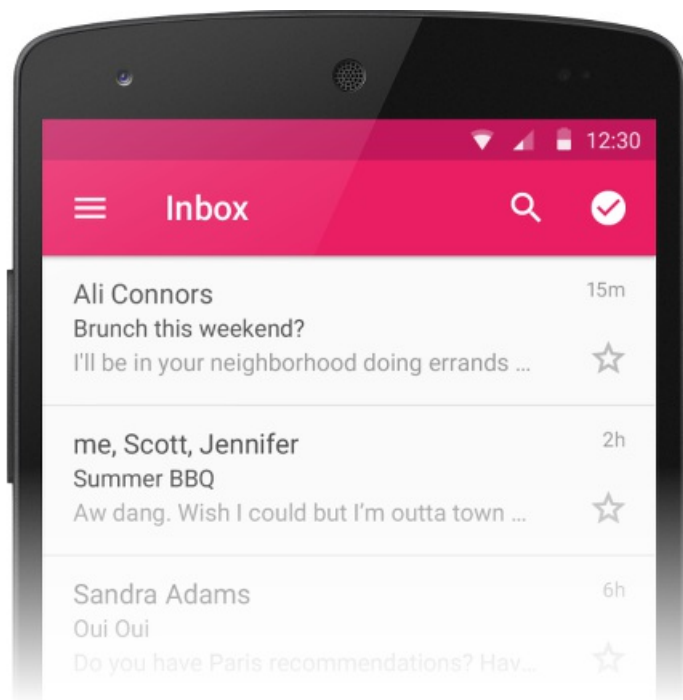 12:30
Inbox
Ali Connors
15m
Brunch this weekend?
I'll be in your neighborhood doing errands ...
me, Scott, Jennifer
2h
Summer BBQ
Aw dang. Wish I could but I’m outta town ...
Sandra Adams
6h
Oui Oui
Do you have Paris recommendations? Hav...